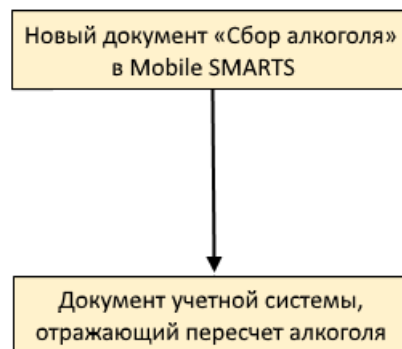 Новый документ «Сбор алкоголя»
в Mobile SMARTS
Документ учетной системы,
отражающий пересчет алкоголя